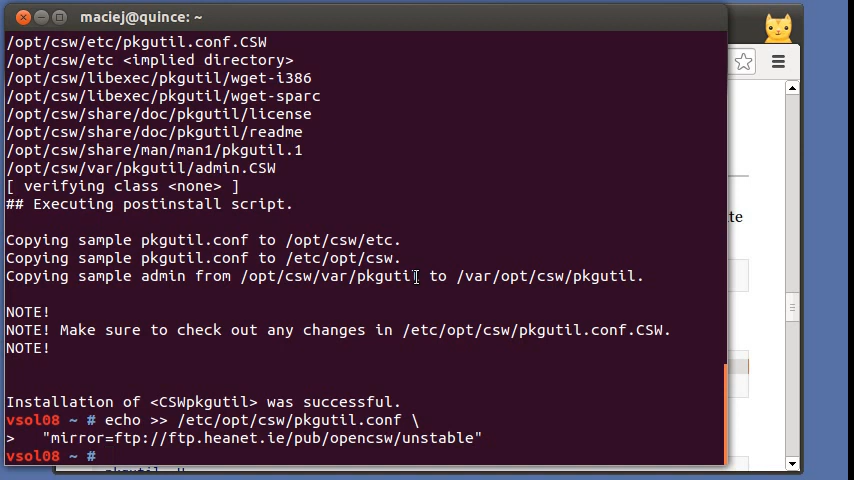 maciej@quince: ~
/opt/csw/etc/pkgutil.conf.CSW
/opt/csw/etc <implied directory>
/opt/csw/libexec/pkgutil/wget-i386
/opt/csw/libexec/pkgutil/wget-sparc
/opt/csw/share/doc/pkgutil/license
/opt/csw/share/doc/pkgutil/readme
/opt/csw/share/man/man1/pkgutil.1
/opt/csw/var/pkgutil/admin.CSW
[ verifying class <none> ]
## Executing postinstall script.
Copying sample pkgutil.conf to /opt/csw/etc.
Copying sample pkgutil.conf to /etc/opt/csw.
Copying sample admin from /opt/csw/var/pkgutil to /var/opt/csw/pkgutil.
NOTE!
NOTE! Make sure to check out any changes in /etc/opt/csw/pkgutil.conf.CSW.
NOTE!
Installation of <CSWpkgutil> was successful.
vsol08 ~ # echo >> /etc/opt/csw/pkgutil.conf \
>   "mirror=ftp://ftp.heanet.ie/pub/opencsw/unstable"
vsol08 ~ #